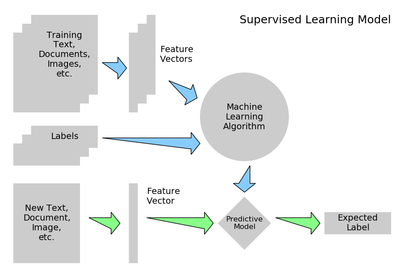 Supervised Learning Model
Training
Text,
Documents,
Images,
etc.
Feature
Vectors
Machine
Learning
Algorithm
Labels
New Text,
Document,
Image,
etc.
Feature
Vector
Predictive
Model
Expected
Label